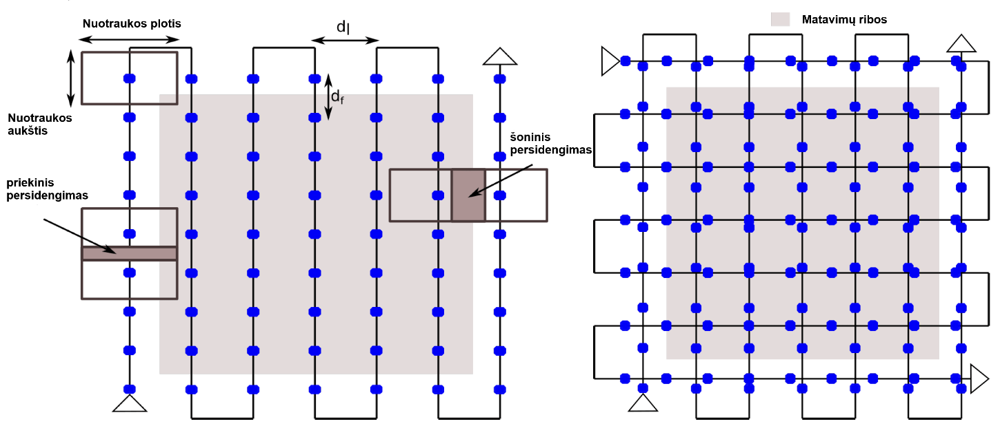 Nuotraukos plotis
dl
Matavimų ribos
df
Nuotraukos
aukštis
šoninis
persidengimas
priekinis
persidengimas